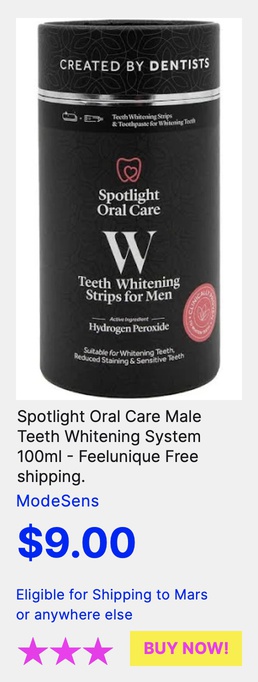 CREATED BY DENTISTS
Teeth Whitening Strips
& Toothpaste for Whitening Teeth
Spotlight
Oral Care
W
Teeth Whitening
Strips for Men
Active Ingredient
Hydrogen Peroxide
Suitable for Whitening Teeth,
Reduced Staining & Sensitive Teeth
Spotlight Oral Care Male
Teeth Whitening System
100ml - Feelunique Free
shipping.
ModeSens
$9.00
Eligible for Shipping to Mars
or anywhere else
BUY NOW!